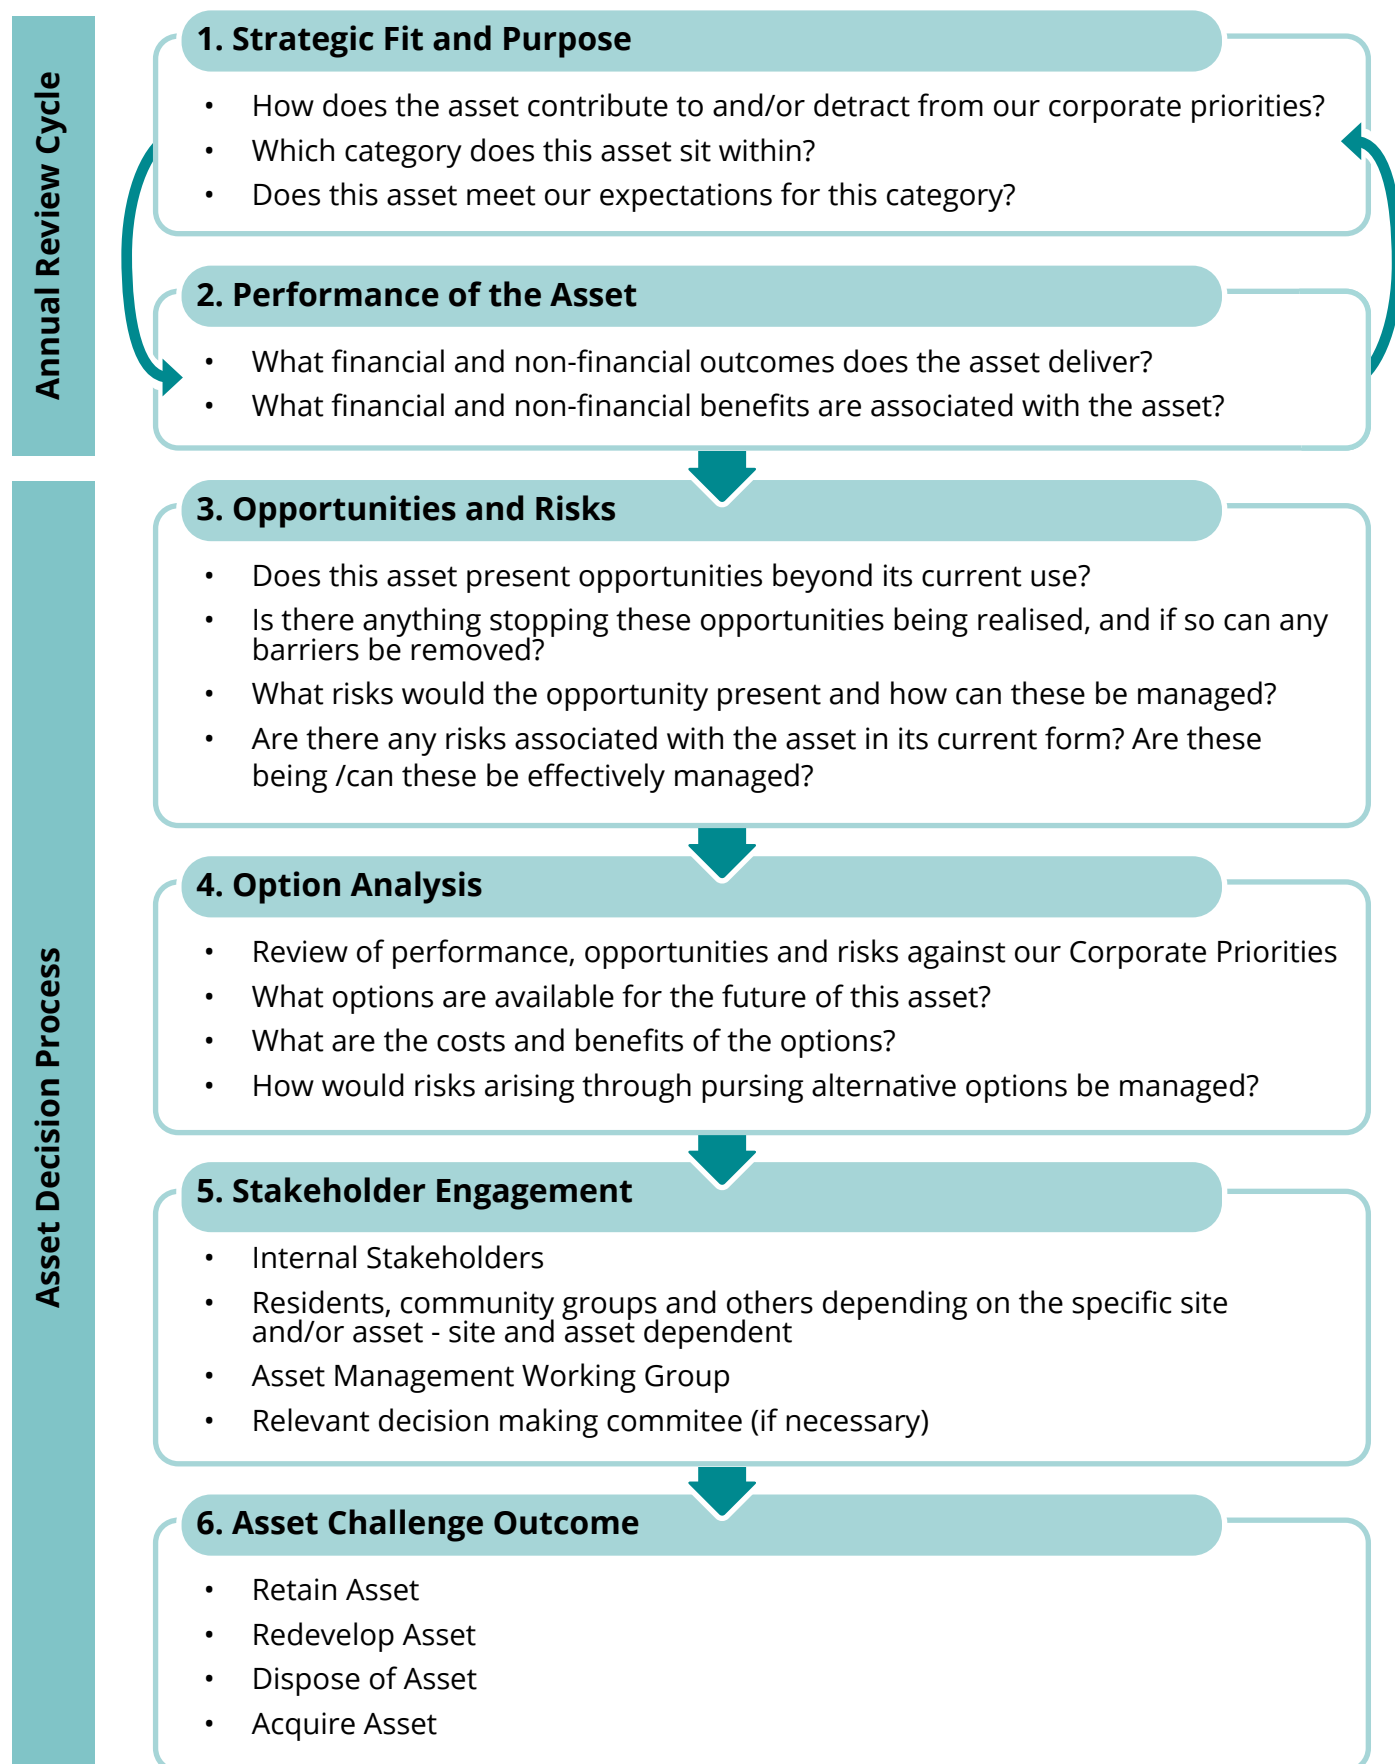 Annual Review Cycle
1. Strategic Fit and Purpose
• How does the asset contribute to and/or detract from our corporate priorities?
• Which category does this asset sit within?
• Does this asset meet our expectations for this category?
2. Performance of the Asset
• What financial and non-financial outcomes does the asset deliver?
• What financial and non-financial benefits are associated with the asset?
Asset Decision Process
3. Opportunities and Risks
• Does this asset present opportunities beyond its current use?
• Is there anything stopping these opportunities being realised, and if so can any
barriers be removed?
• What risks would the opportunity present and how can these be managed?
• Are there any risks associated with the asset in its current form? Are these
being /can these be effectively managed?
4. Option Analysis
• Review of performance, opportunities and risks against our Corporate Priorities
• What options are available for the future of this asset?
• What are the costs and benefits of the options?
• How would risks arising through pursing alternative options be managed?
5. Stakeholder Engagement
• Internal Stakeholders
• Residents, community groups and others depending on the specific site
and/or asset - site and asset dependent
• Asset Management Working Group
• Relevant decision making commitee (if necessary)
6. Asset Challenge Outcome
• Retain Asset
• Redevelop Asset
• Dispose of Asset
• Acquire Asset